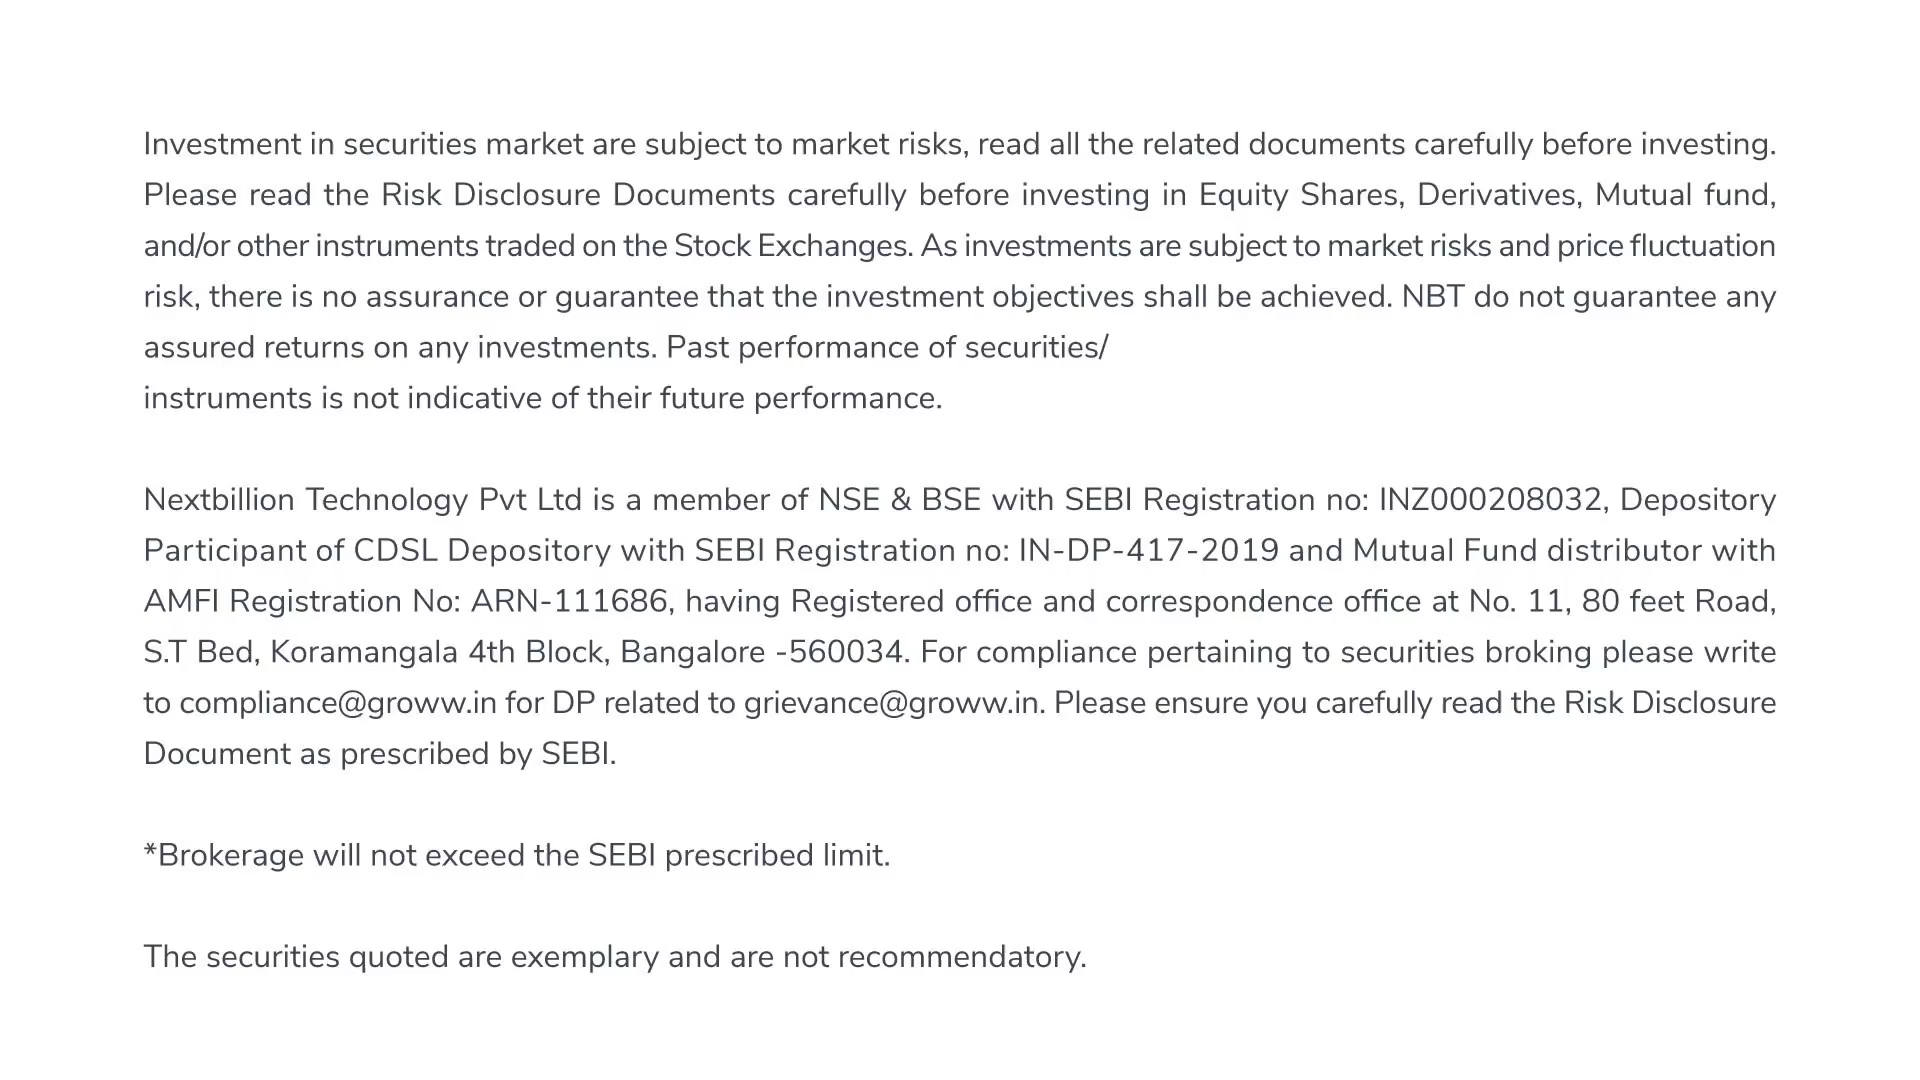 Investment in securities market are subject to market risks, read all the related documents carefully before investing.
Please read the Risk Disclosure Documents carefully before investing in Equity Shares, Derivatives, Mutual fund,
and/or other instruments traded on the Stock Exchanges. As investments are subject to market risks and price fluctuation
risk, there is no assurance or guarantee that the investment objectives shall be achieved. NBT do not guarantee any
assured returns on any investments. Past performance of securities/
instruments is not indicative of their future performance.
Nextbillion Technology Pvt Ltd is a member of NSE & BSE with SEBI Registration no: INZ000208032, Depository
Participant of CDSL Depository with SEBI Registration no: IN-DP-417-2019 and Mutual Fund distributor with
AMFI Registration No: ARN-111686, having Registered office and correspondence office at No. 11, 80 feet Road,
S.T Bed, Koramangala 4th Block, Bangalore -560034. For compliance pertaining to securities broking please write
to compliance@groww.in for DP related to grievance@groww.in. Please ensure you carefully read the Risk Disclosure
Document as prescribed by SEBI.
*Brokerage will not exceed the SEBI prescribed limit.
The securities quoted are exemplary and are not recommendatory.